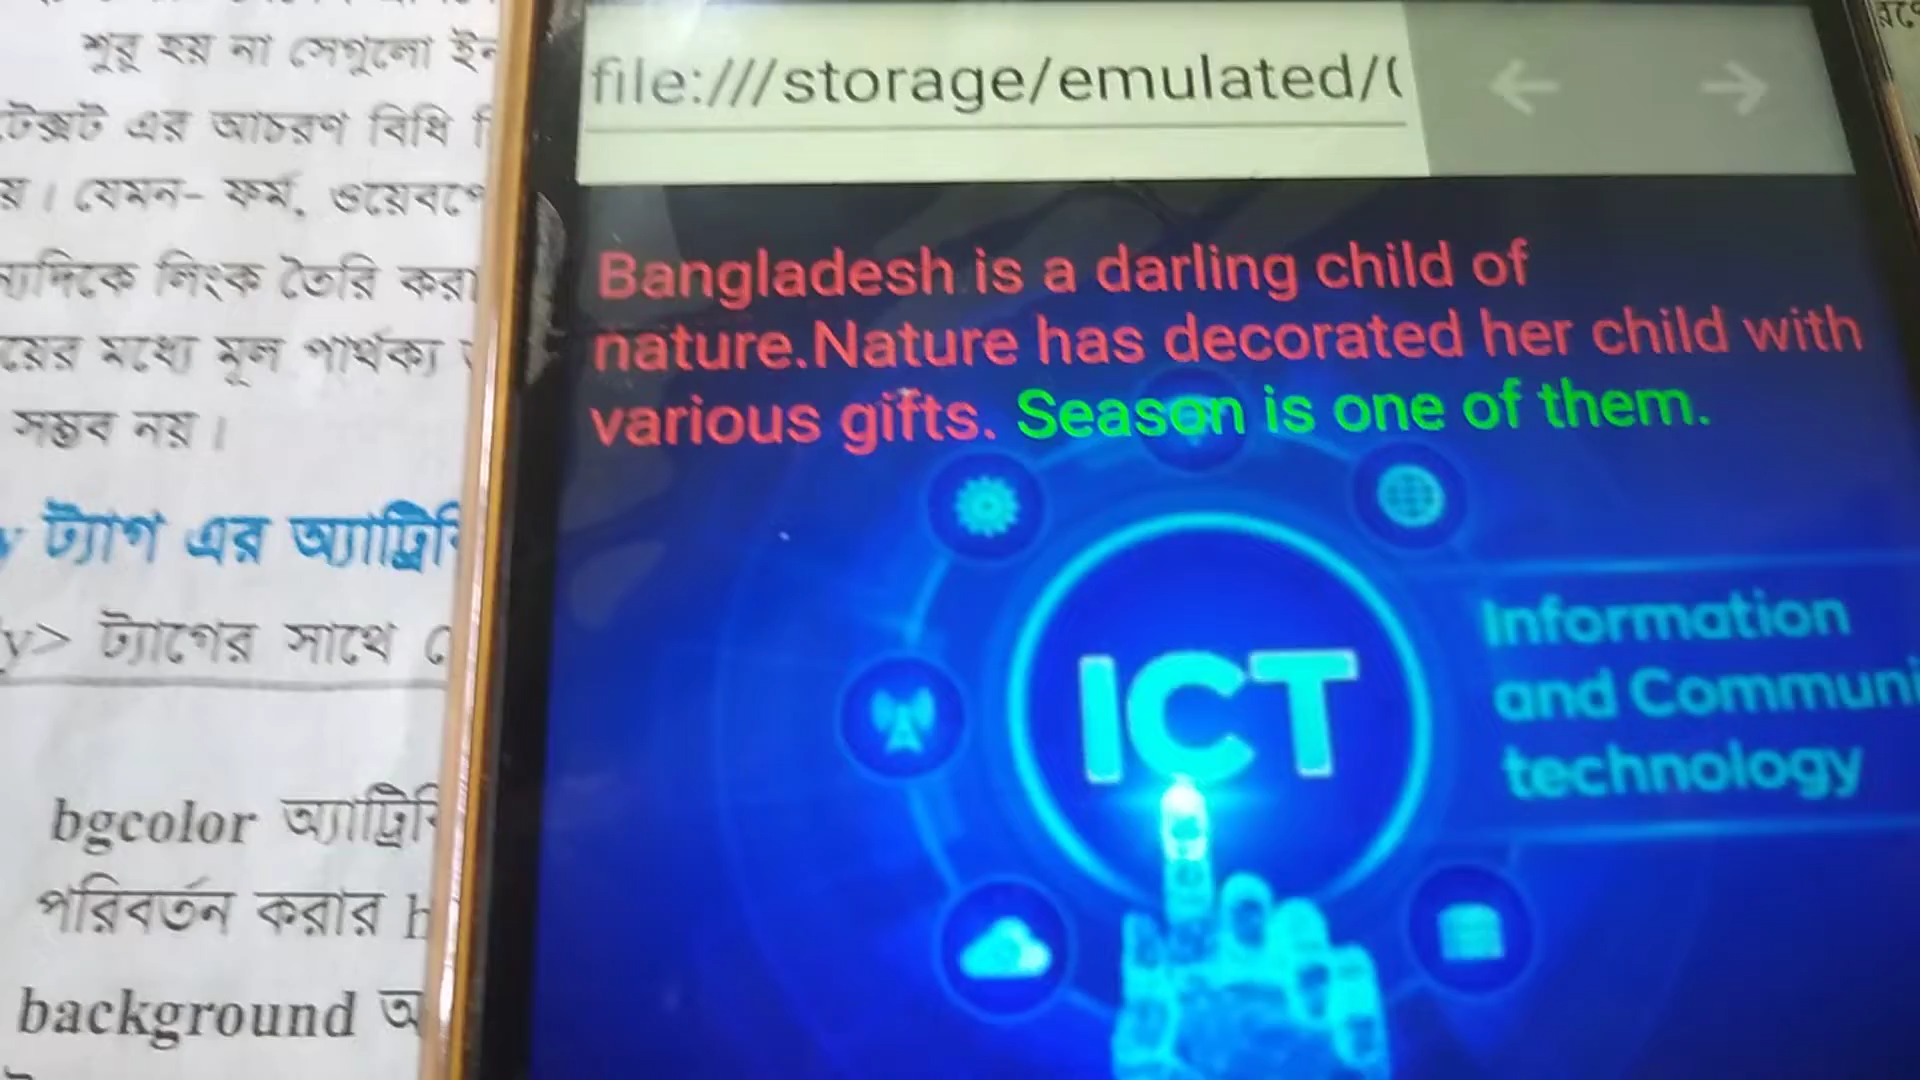 শুরু হয় না সেগুলো
টেক্সট এর আচরণ বিধি
য়। যেমন- ফর্ম, ওয়েবপে
ন্যদিকে লিংক তৈরি করা
য়ের মধ্যে মূল পার্থক্য
সম্ভব নয়।
y ট্যাগ এর অ্যাট্রি
y> ট্যাগের সাথে
bgcolor অ্যাট্রি
পরিবর্তন করার b
background অ
file:///storage/emulated/(
Bangladesh is a darling child of
nature.Nature has decorated her child with
various gifts. Season is one of them.
ICT
Information
and Communi
technology